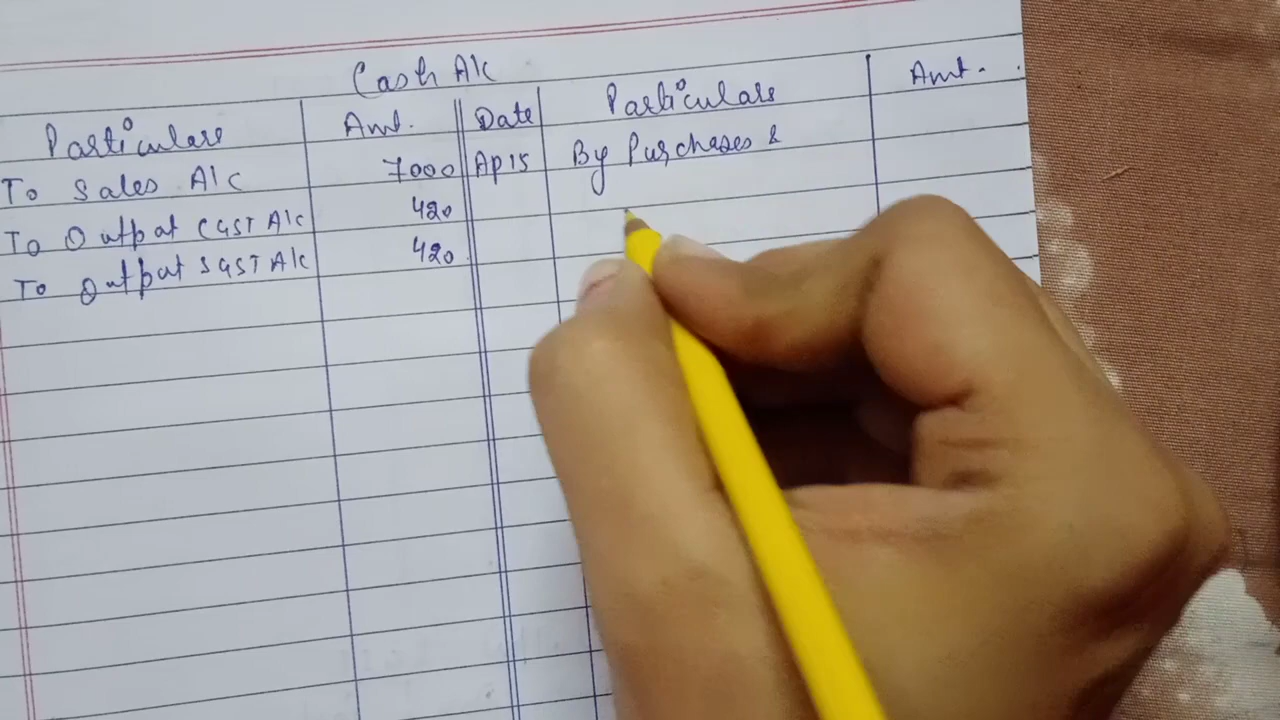 Cash A/c
Particulars Amt. Date Particulars Amt.
To Sales A/c 7000 Ap 15 By Purchases &
To Output CGST A/c 420
To Output SGST A/c 420